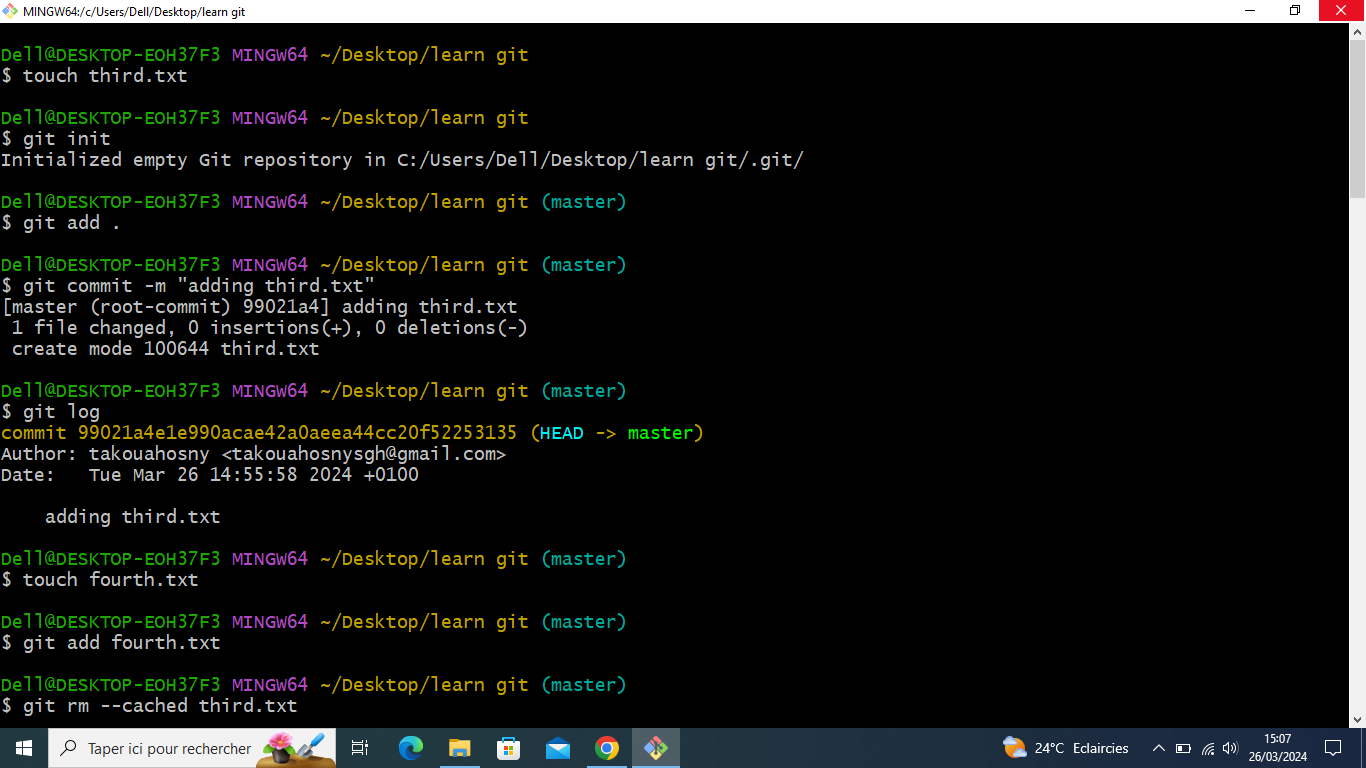 MINGW64:/c/Users/Dell/Desktop/learn git
Dell@DESKTOP-EOH37F3 MINGW64 ~/Desktop/learn git
$ touch third.txt
Dell@DESKTOP-EOH37F3 MINGW64 ~/Desktop/learn git
$ git init
Initialized empty Git repository in C:/Users/Dell/Desktop/learn git/.git/
Dell@DESKTOP-EOH37F3 MINGW64 ~/Desktop/learn git (master)
$ git add .
Dell@DESKTOP-EOH37F3 MINGW64 ~/Desktop/learn git (master)
$ git commit -m "adding third.txt"
[master (root-commit) 99021a4] adding third.txt
 1 file changed, 0 insertions(+), 0 deletions(-)
 create mode 100644 third.txt
Dell@DESKTOP-EOH37F3 MINGW64 ~/Desktop/learn git (master)
$ git log
commit 99021a4e1e990acae42a0aeea44cc20f52253135 (HEAD -> master)
Author: takouahosny <takouahosnysgh@gmail.com>
Date:   Tue Mar 26 14:55:58 2024 +0100
    adding third.txt
Dell@DESKTOP-EOH37F3 MINGW64 ~/Desktop/learn git (master)
$ touch fourth.txt
Dell@DESKTOP-EOH37F3 MINGW64 ~/Desktop/learn git (master)
$ git add fourth.txt
Dell@DESKTOP-EOH37F3 MINGW64 ~/Desktop/learn git (master)
$ git rm --cached third.txt
Taper ici pour rechercher
24°C Eclaircies
15:07
26/03/2024